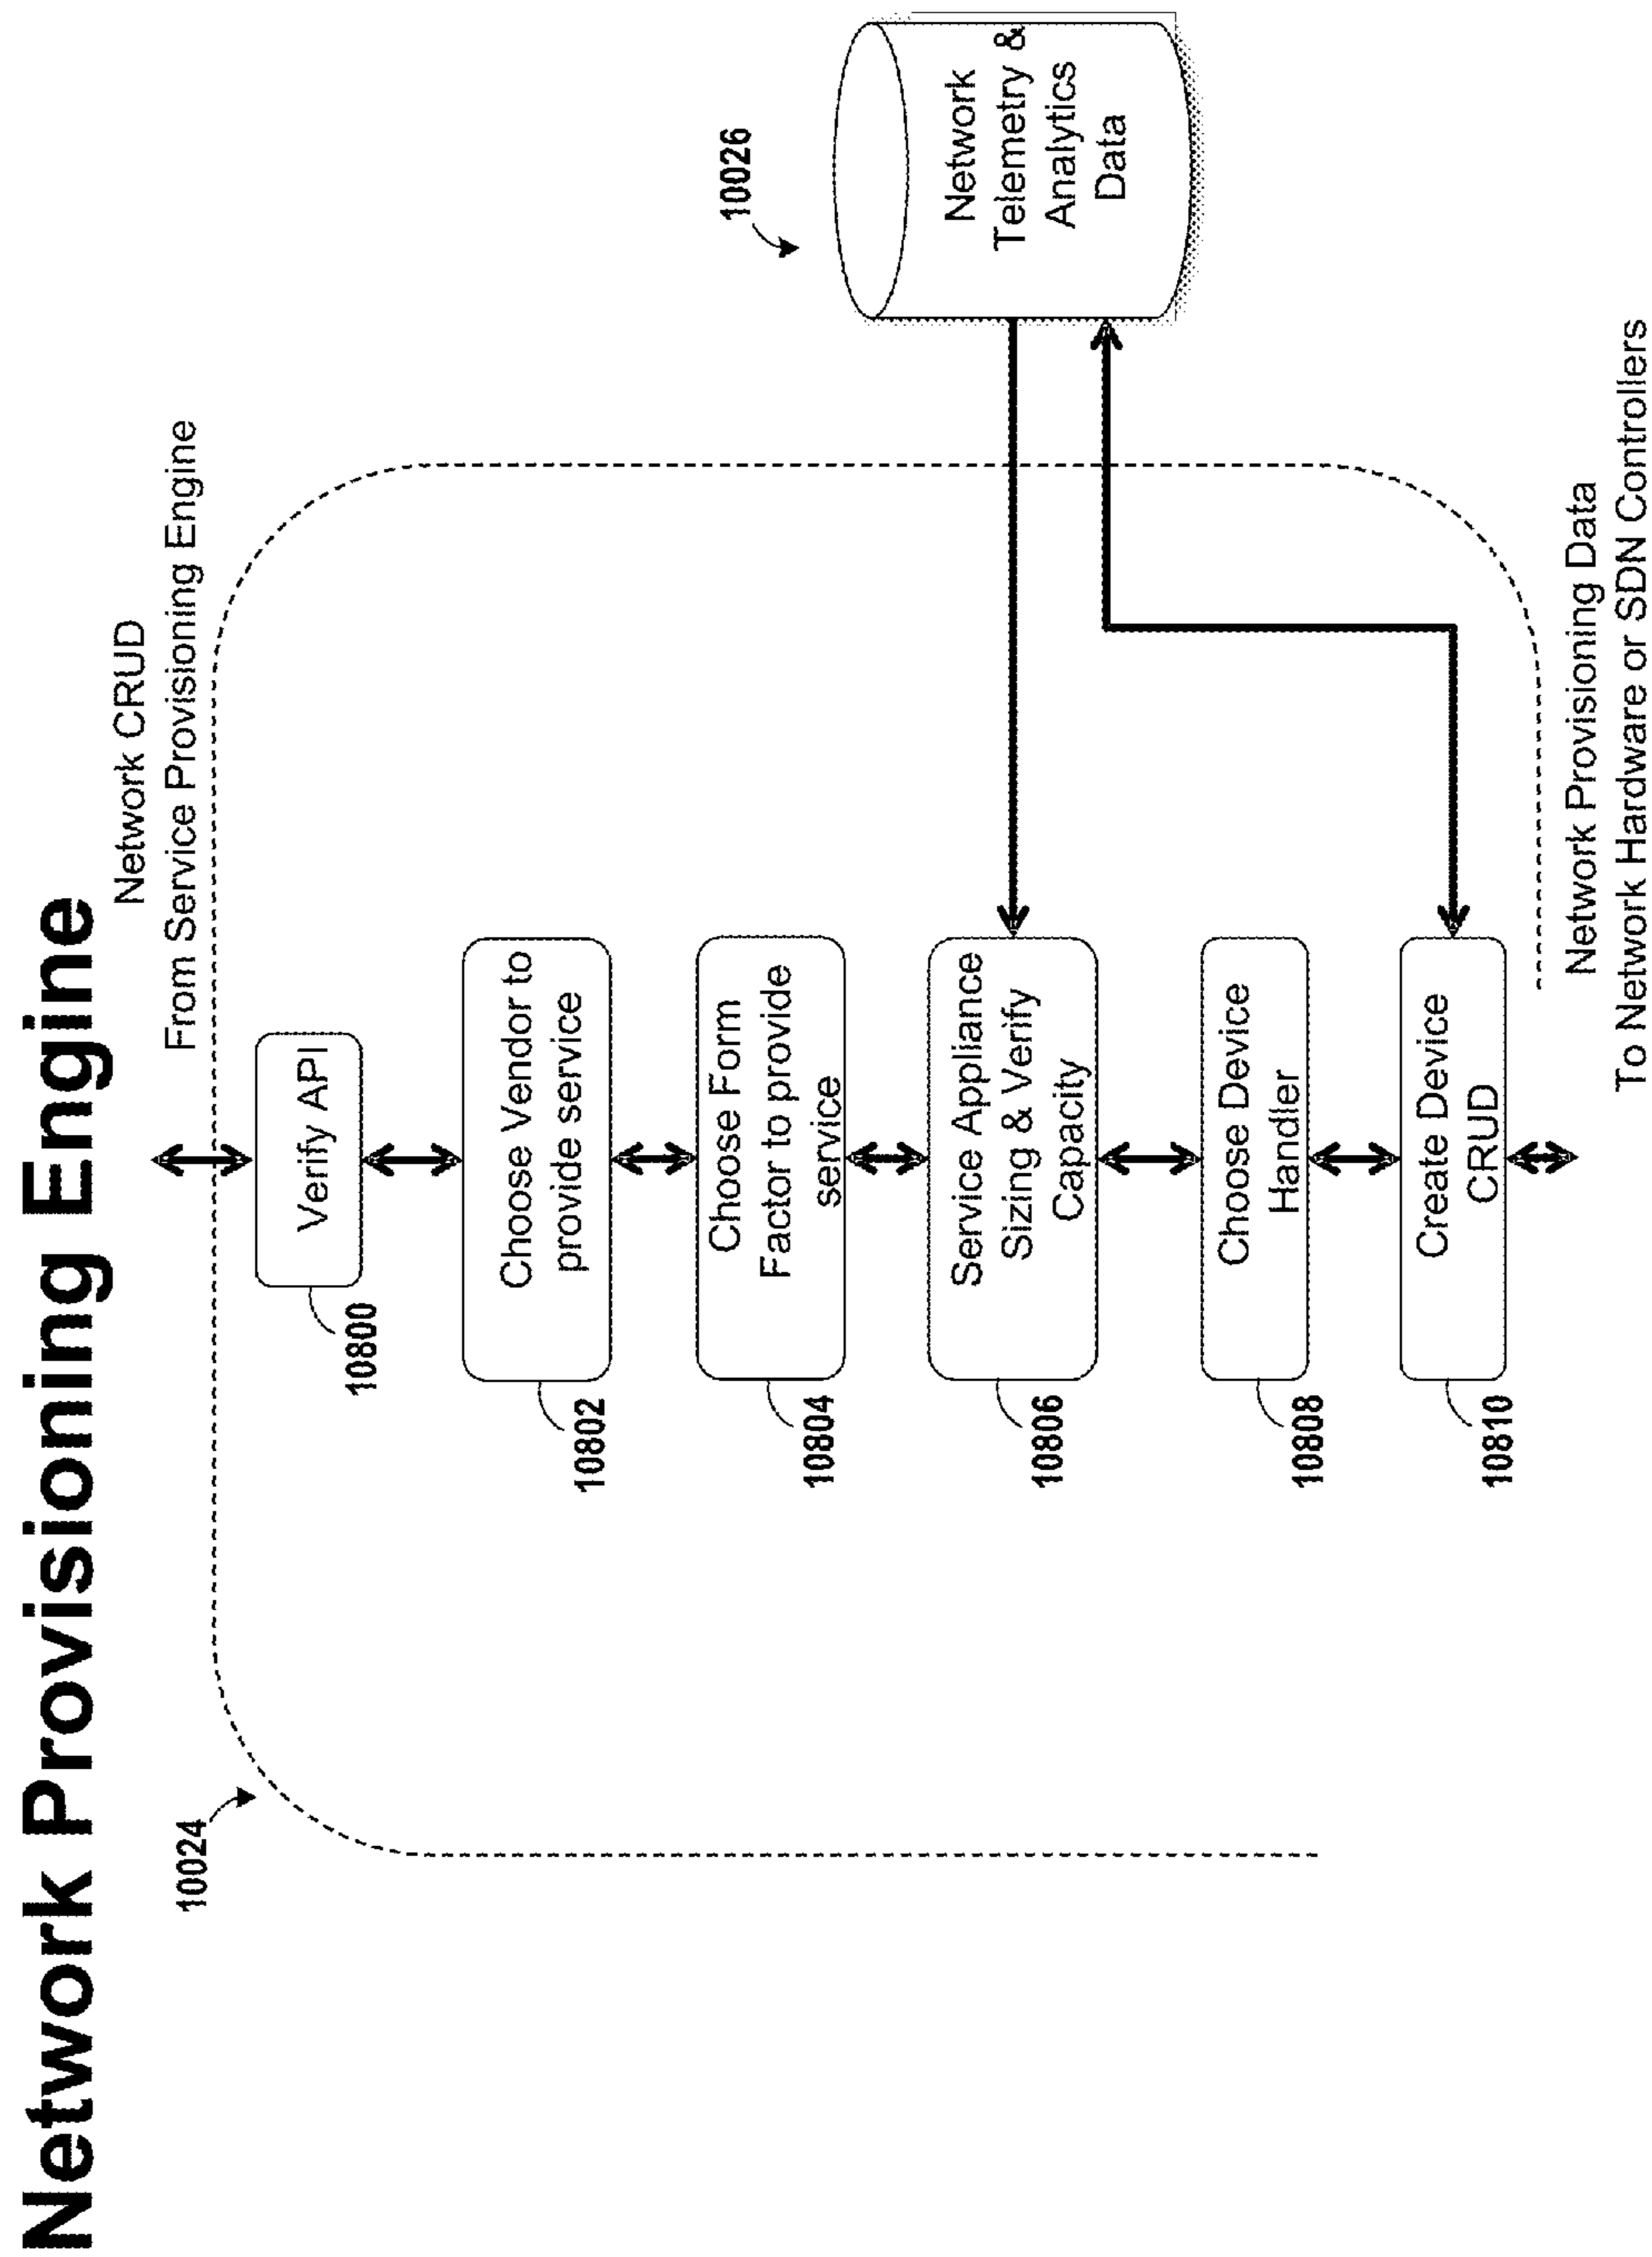 Network Provisioning Engine
Network CRUD
From Service Provisioning Engine
10024
Verify API
10800
Choose Vendor to
provide service
10802
Choose Form
Factor to provide
service
10804
Service Appliance
Sizing & Verify
Capacity
10806
Choose Device
Handler
10808
Create Device
CRUD
10810
10026
Network
Telemetry &
Analytics
Data
Network Provisioning Data
To Network Hardware or SDN Controllers